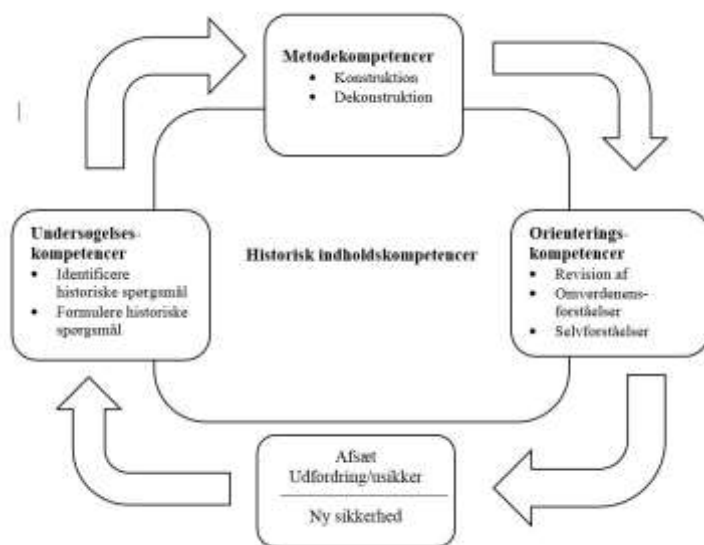 Metodekompetencer
• Konstruktion
• Dekonstruktion
Undersøgelses-
kompetencer
• Identificere
historiske spørgsmål
• Formulere historiske
spørgsmål
Historisk indholdskompetencer
Orienterings-
kompetencer
• Revision af
• Omverdenens-
forståelser
• Selvforståelser
Afsæt
Udfordring/usikker
Ny sikkerhed